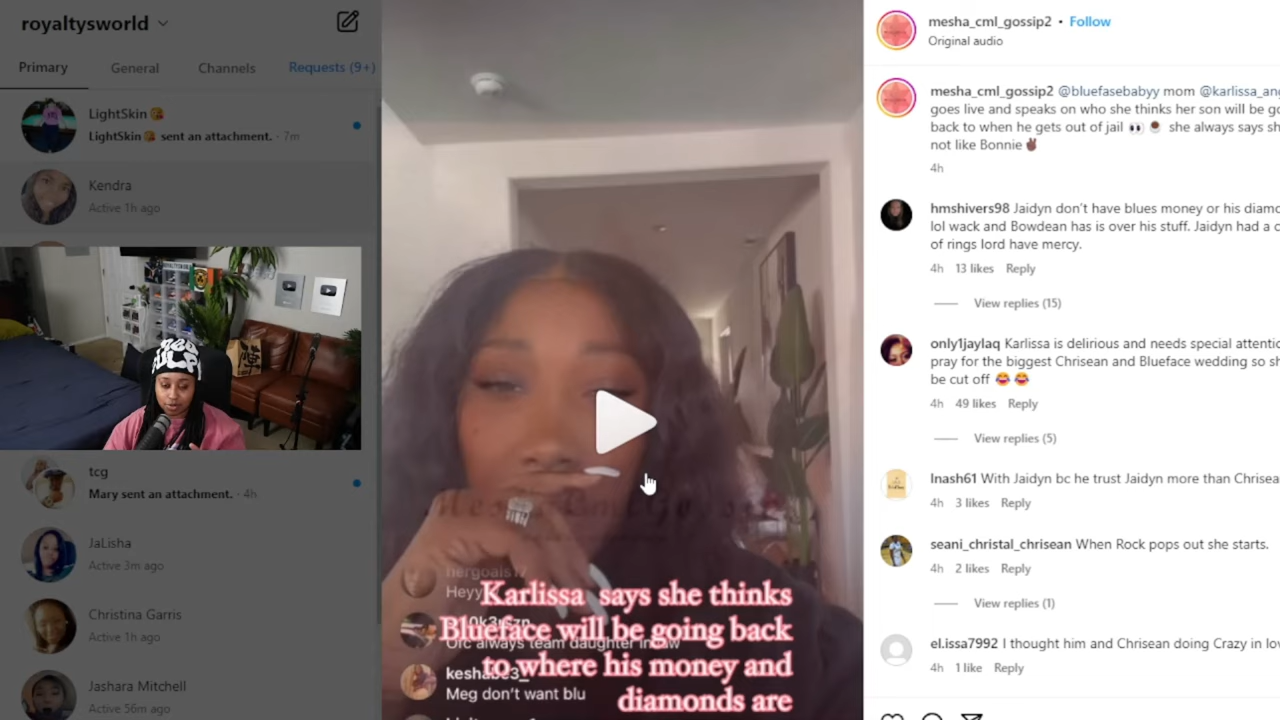 royaltysworld
Primary
General
Channels
Requests (9+)
LightSkin
LightSkin sent an attachment. · 7m
Kendra
Active 1h ago
tcg
Mary sent an attachment. · 4h
JaLisha
Active 3m ago
Christina Garris
Active 1h ago
Jashara Mitchell
Active 56m ago
Heyy
keshabe3_
Meg don't want blu
Karlissa says she thinks
Blueface will be going back
to where his money and
diamonds are
mesha_cml_gossip2 • Follow
Original audio
mesha_cml_gossip2 @bluefasebabyy mom @karlissa_an
goes live and speaks on who she thinks her son will be go
back to when he gets out of jail 👀 ☕ she always says sh
not like Bonnie✌🏿
4h
hmshivers98 Jaidyn don't have blues money or his diamo
lol wack and Bowdean has is over his stuff. Jaidyn had a c
of rings lord have mercy.
4h 13 likes Reply
View replies (15)
only1jaylaq Karlissa is delirious and needs special attentic
pray for the biggest Chrisean and Blueface wedding so sh
be cut off 😂 😂
4h 49 likes Reply
View replies (5)
lnash61 With Jaidyn bc he trust Jaidyn more than Chrisea
4h 3 likes Reply
seani_christal_chrisean When Rock pops out she starts.
4h 2 likes Reply
View replies (1)
el.issa7992 I thought him and Chrisean doing Crazy in lov
4h 1 like Reply